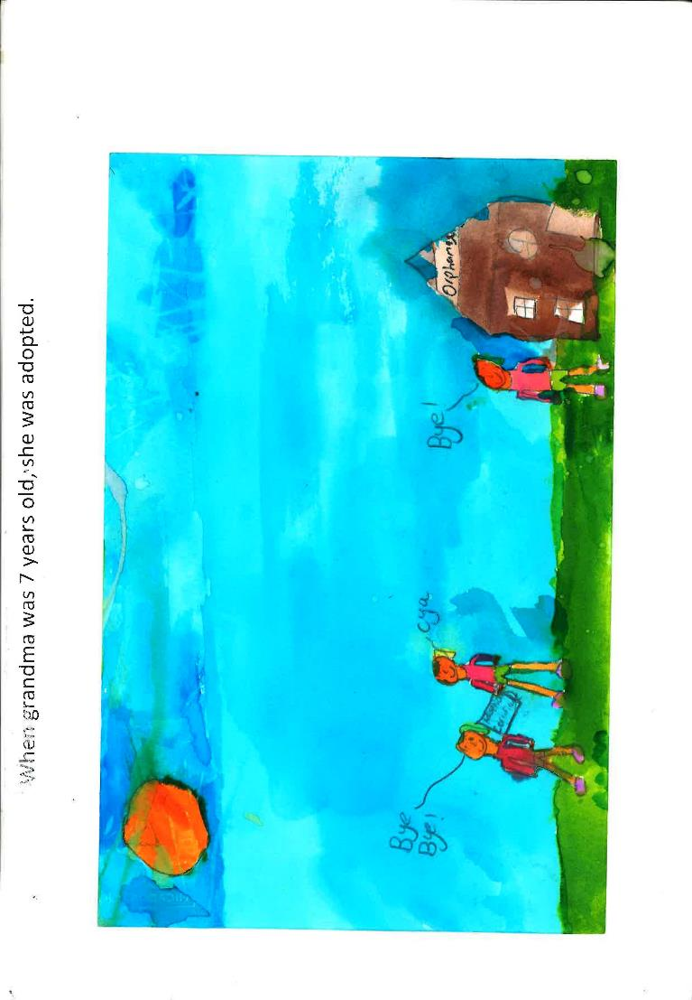 When grandma was 7 years old, she was adopted.
Orphanage
Bye!
cya
Bye
Bye!